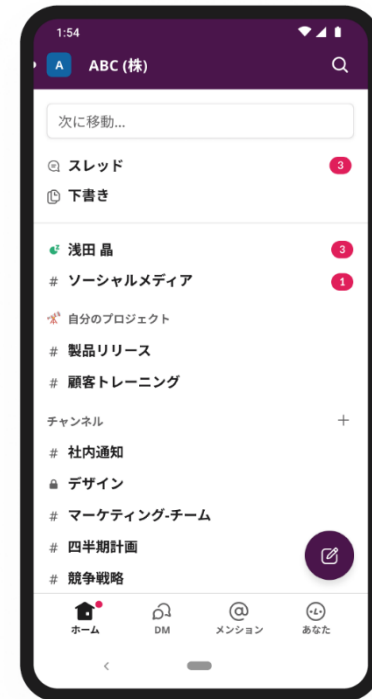 1:54
A ABC (株)
次に移動...
スレッド 3
下書き
浅田 晶 3
# ソーシャルメディア 1
自分のプロジェクト
# 製品リリース
# 顧客トレーニング
チャンネル +
# 社内通知
デザイン
# マーケティング-チーム
# 四半期計画
# 競争戦略
ホーム DM メンション あなた